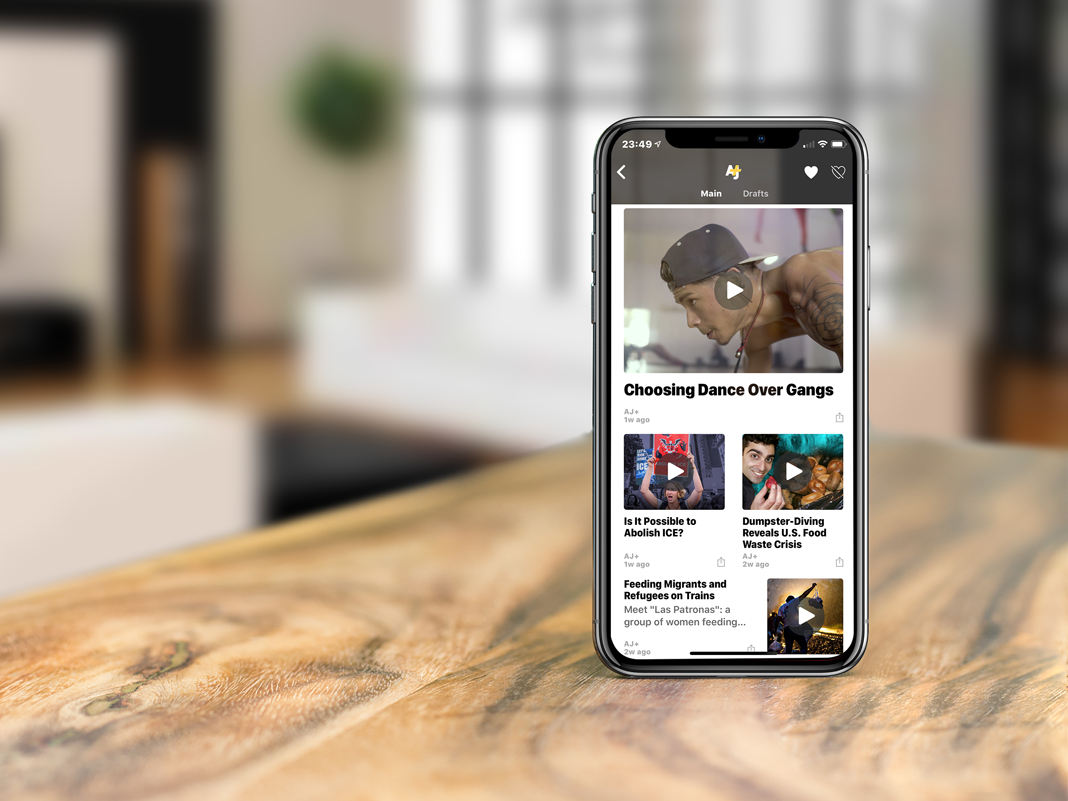 23:49
AJ+
Main Drafts
Choosing Dance Over Gangs
AJ+
1w ago
Is It Possible to
Abolish ICE?
AJ+
1w ago
Dumpster-Diving
Reveals U.S. Food
Waste Crisis
AJ+
2w ago
Feeding Migrants and
Refugees on Trains
Meet "Las Patronas": a
group of women feeding...
AJ+
2w ago